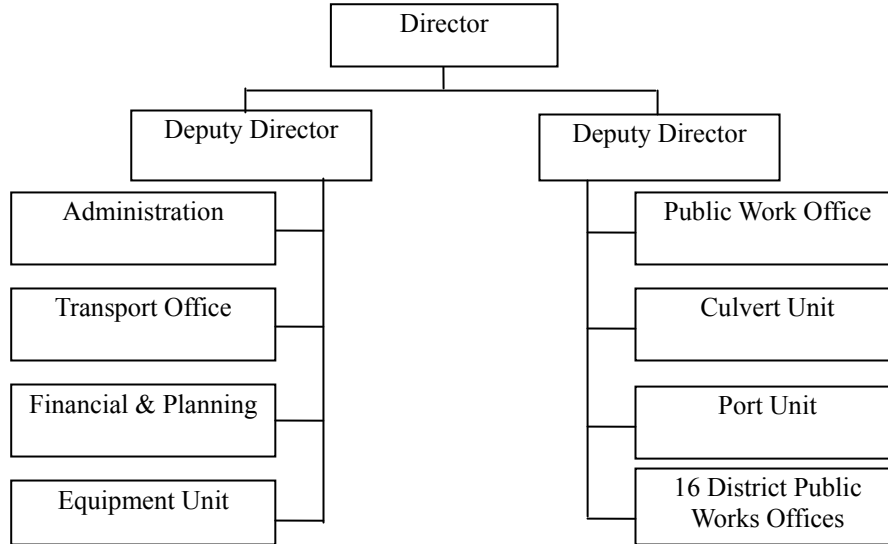 Director
Deputy Director
Deputy Director
Administration
Public Work Office
Transport Office
Culvert Unit
Financial & Planning
Port Unit
Equipment Unit
16 District Public
Works Offices